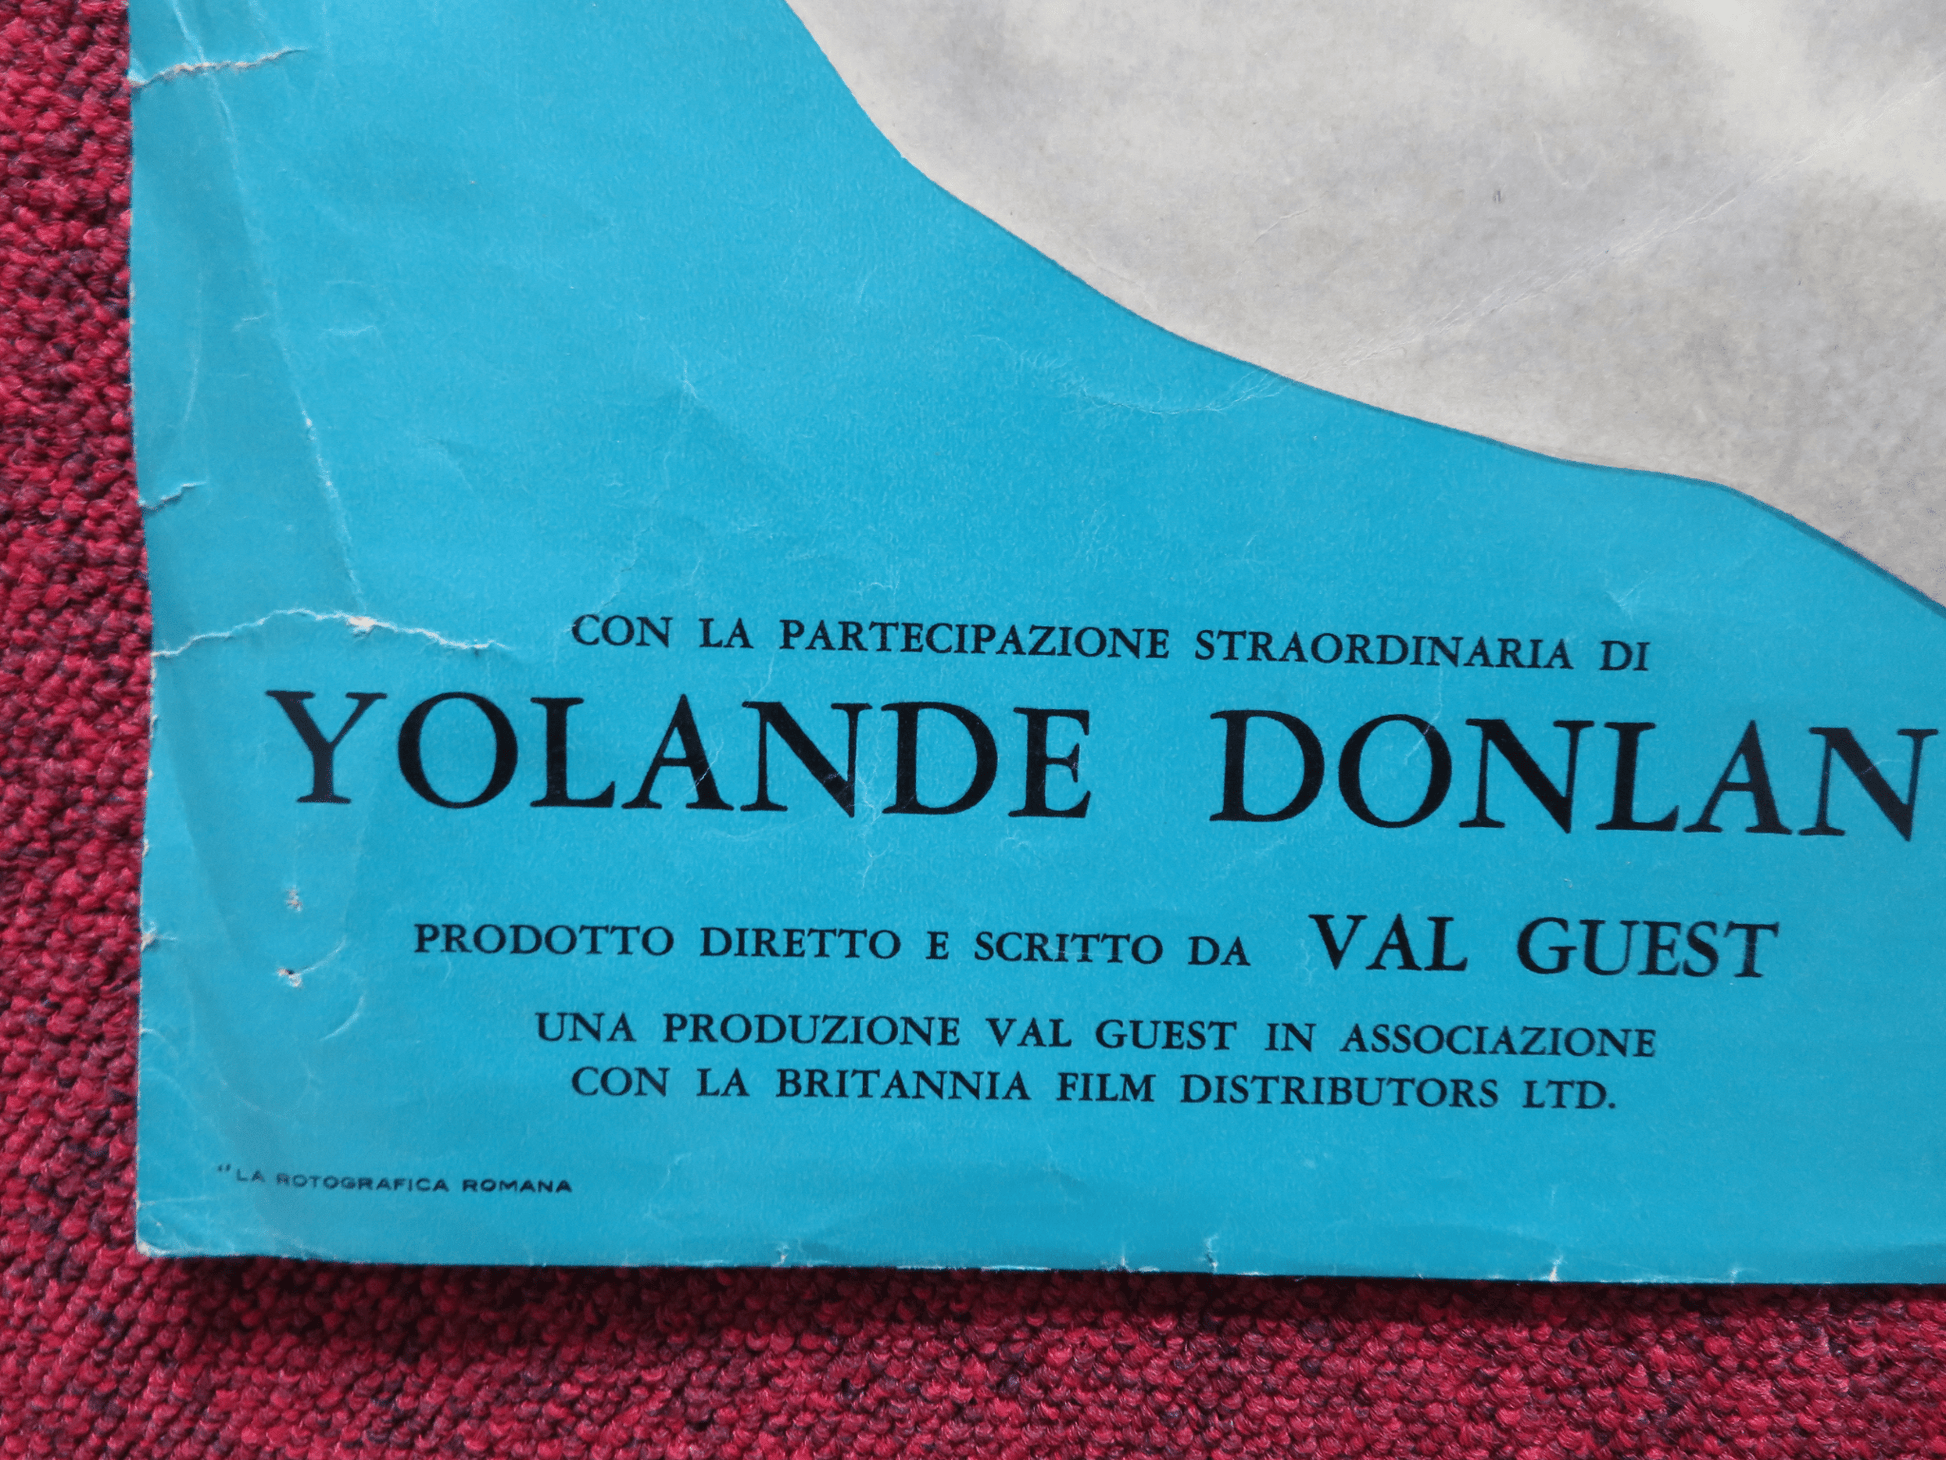 CON LA PARTECIPAZIONE STRAORDINARIA DI
YOLANDE DONLAN
PRODOTTO DIRETTO E SCRITTO DA VAL GUEST
UNA PRODUZIONE VAL GUEST IN ASSOCIAZIONE
CON LA BRITANNIA FILM DISTRIBUTORS LTD.
"LA ROTOGRAFICA ROMANA